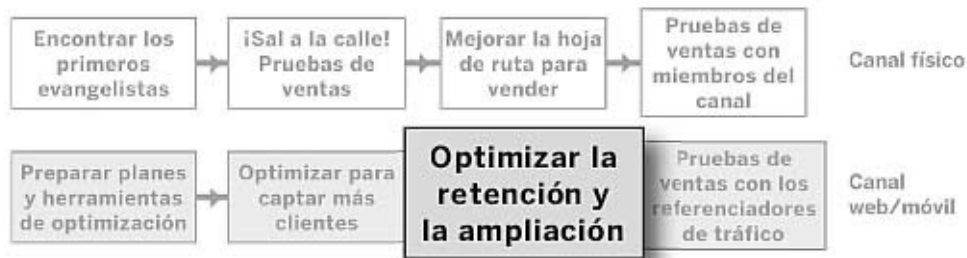 Encontrar los
primeros
evangelistas
¡Sal a la calle!
Pruebas de
ventas
Mejorar la hoja
de ruta para
vender
Pruebas de
ventas con
miembros del
canal
Canal físico
Preparar planes
y herramientas
de optimización
Optimizar para
captar más
clientes
Optimizar la
retención y
la ampliación
Pruebas de
ventas con los
referenciadores
de tráfico
Canal
web/móvil